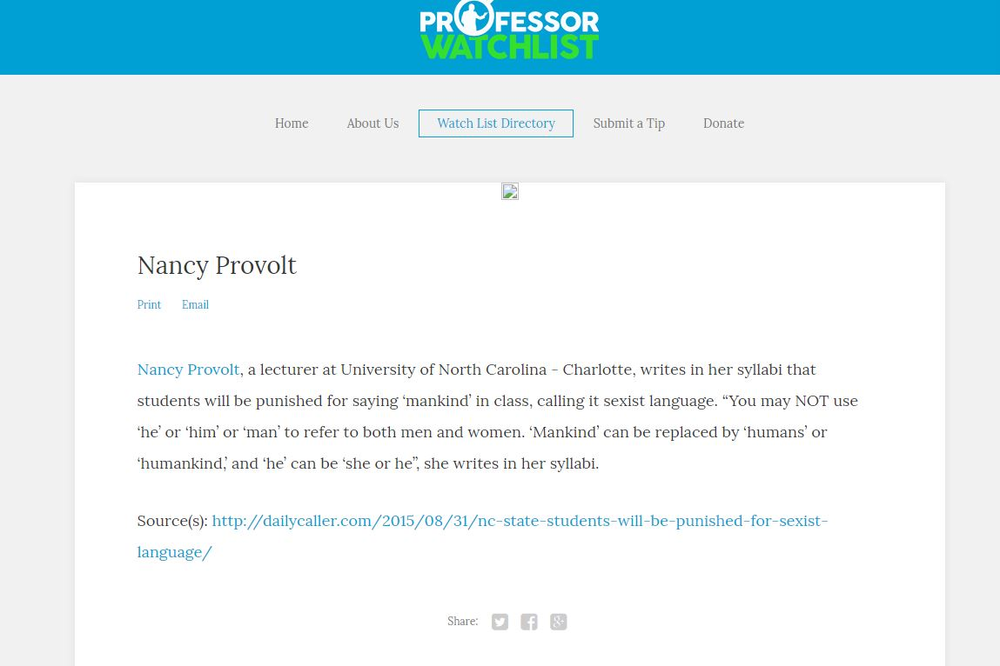 PROFESSOR
WATCHLIST
Home About Us Watch List Directory Submit a Tip Donate
Nancy Provolt
Print Email
Nancy Provolt, a lecturer at University of North Carolina - Charlotte, writes in her syllabi that
students will be punished for saying ‘mankind’ in class, calling it sexist language. “You may NOT use
‘he’ or ‘him’ or ‘man’ to refer to both men and women. ‘Mankind’ can be replaced by ‘humans’ or
‘humankind,’ and ‘he’ can be ‘she or he”, she writes in her syllabi.
Source(s): http://dailycaller.com/2015/08/31/nc-state-students-will-be-punished-for-sexist-
language/
Share: